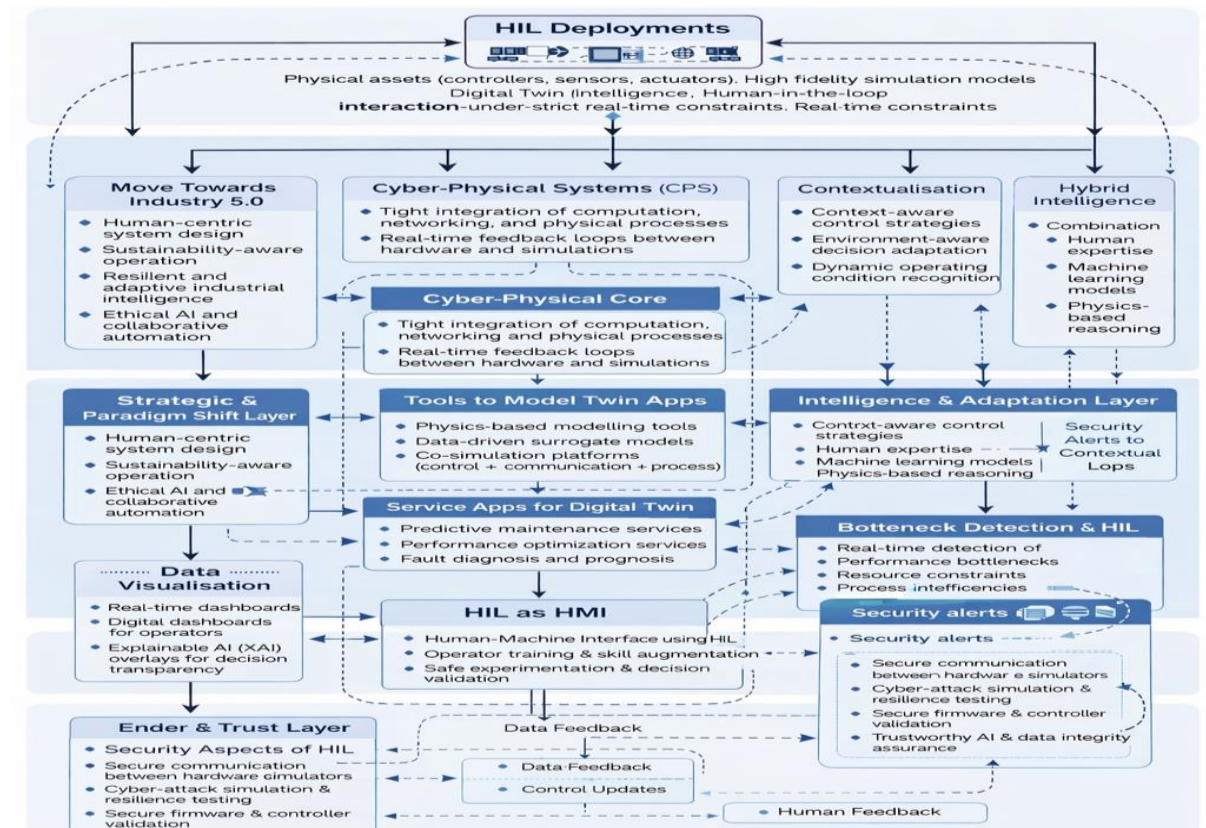 HIL Deployments
Physical assets (controllers, sensors, actuators). High fidelity simulation models
Digital Twin (Intelligence, Human-in-the-loop
interaction-under-strict real-time constraints. Real-time constraints
Move Towards
Industry 5.0
Human-centric
system design
Sustainability-aware
operation
Resillent and
adaptive industrial
intelligence
Ethical AI and
collaborative
automation
Cyber-Physical Systems (CPS)
Tight integration of computation,
networking, and physical processes
Real-time feedback loops between
hardware and simulations
Contextualisation
Context-aware
control strategies
Environment-aware
decision adaptation
Dynamic operating
condition recognition
Hybrid
Intelligence
Combination
Human
expertise
Machine
learning
models
Physics-
based
reasoning
Cyber-Physical Core
Tight integration of computation,
networking and physical processes
Real-time feedback loops
between hardware and simulations
Strategic &
Paradigm Shift Layer
Human-centric
system design
Sustainability-aware
operation
Ethical AI and
collaborative
automation
Tools to Model Twin Apps
Physics-based modelling tools
Data-driven surrogate models
Co-simulation platforms
(control + communication + process)
Intelligence & Adaptation Layer
Contrxt-aware control
strategies
Human expertise
Machine learning models
Physics-based reasoning
Security
Alerts to
Contextual
Lops
Service Apps for Digital Twin
Predictive maintenance services
Performance optimization services
Fault diagnosis and prognosis
Botteneck Detection & HIL
Real-time detection of
Performance bottlenecks
Resource constraints
Process intefficencies
Data
Visualisation
Real-time dashboards
Digital dashboards
for operators
Explainable AI (XAI)
overlays for decision
transparency
HIL as HMI
Human-Machine Interface using HIL
Operator training & skill augmentation
Safe experimentation & decision
validation
Security alerts
Security alerts
Secure communication
between hardwar e simulators
Cyber-attack simulation &
resilience testing
Secure firmware & controller
validation
Trustworthy AI & data integrity
assurance
Ender & Trust Layer
Security Aspects of HIL
Secure communication
between hardware cimulators
Cyber-attack simulation &
resilience testing
Secure firmware & controller
validation
Data Feedback
Data Feedback
Control Updates
Human Feedback